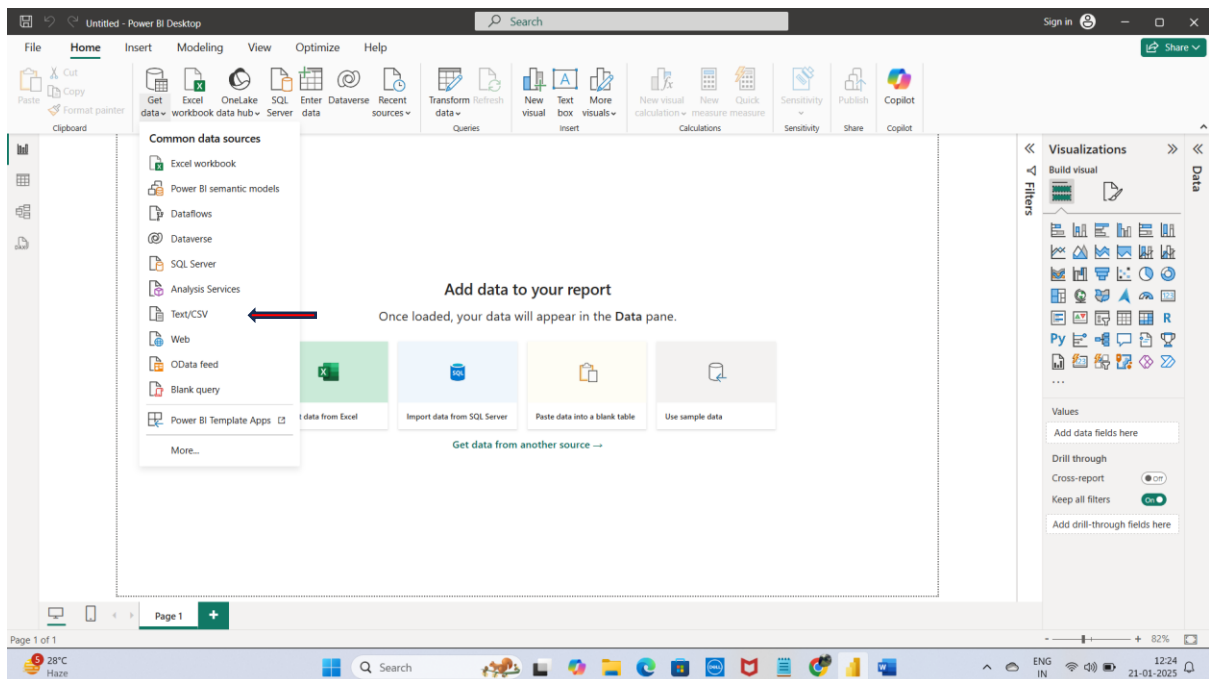 Untitled - Power BI Desktop
Search
Sign in
File Home Insert Modeling View Optimize Help
Share
Paste
Cut
Copy
Format painter
Clipboard
Get data
Excel workbook
OneLake data hub
SQL Server
Enter data
Dataverse
Recent sources
Transform data
Refresh
Queries
New visual
Text box
More visuals
Insert
New visual calculation
New measure
Quick measure
Calculations
Sensitivity
Sensitivity
Publish
Share
Copilot
Copilot
Common data sources
Excel workbook
Power BI semantic models
Dataflows
Dataverse
SQL Server
Analysis Services
Text/CSV
Web
OData feed
Blank query
Power BI Template Apps
More...
Add data to your report
Once loaded, your data will appear in the Data pane.
SQL
t data from Excel
Import data from SQL Server
Paste data into a blank table
Use sample data
Get data from another source →
Filters
Visualizations
Build visual
123
R
Py
...
Values
Add data fields here
Drill through
Cross-report
Off
Keep all filters
On
Add drill-through fields here
Data
Page 1
Page 1 of 1
- + 82%
5
28°C
Haze
Search
DELL
ENG
IN
12:24
21-01-2025